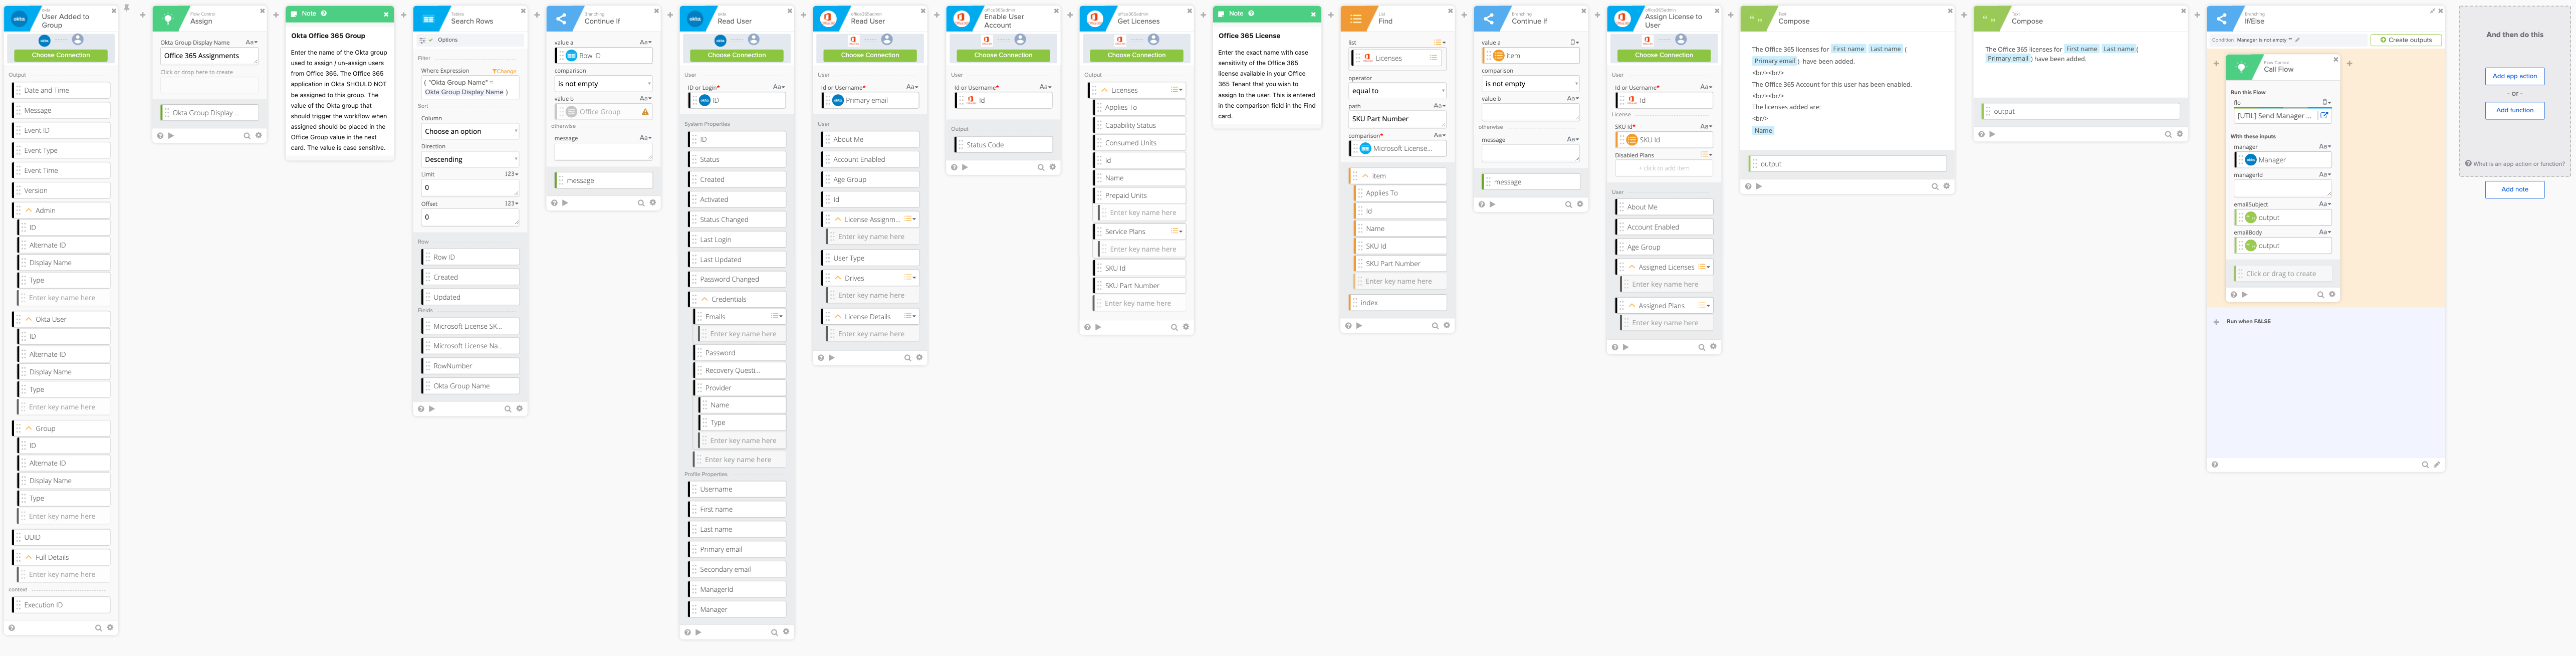 okta
User Added to
Group
okta
Choose Connection
Output
Date and Time
Message
Event ID
Event Type
Event Time
Version
Admin
ID
Alternate ID
Display Name
Type
Enter key name here
Okta User
ID
Alternate ID
Display Name
Type
Enter key name here
Group
ID
Alternate ID
Display Name
Type
Enter key name here
UUID
Full Details
Enter key name here
context
Execution ID
Flow Control
Assign
Okta Group Display Name Aa
Office 365 Assignments
Click or drop here to create
Okta Group Display ...
Note
Okta Office 365 Group
Enter the name of the Okta group
used to assign / un-assign users
from Office 365. The Office 365
application in Okta SHOULD NOT
be assigned to this group. The
value of the Okta group that
should trigger the workflow when
assigned should be placed in the
Office Group value in the next
card. The value is case sensitive.
Tables
Search Rows
Options
Filter
Where Expression Change
( "Okta Group Name" =
Okta Group Display Name )
Sort
Column
Choose an option
Direction
Descending
Limit 123
0
Offset 123
0
Row
Row ID
Created
Updated
Fields
Microsoft License SK...
Microsoft License Na...
RowNumber
Okta Group Name
Branching
Continue If
value a Aa
Row ID
comparison
is not empty
value b Aa
Office Group
otherwise
message Aa
message
okta
Read User
okta
Choose Connection
User
ID or Login* Aa
ID
System Properties
ID
Status
Created
Activated
Status Changed
Last Login
Last Updated
Password Changed
Credentials
Emails
Enter key name here
Password
Recovery Questi...
Provider
Name
Type
Enter key name here
Enter key name here
Profile Properties
Username
First name
Last name
Primary email
Secondary email
ManagerId
Manager
office365admin
Read User
Choose Connection
User
Id or Username* Aa
Primary email
User
About Me
Account Enabled
Age Group
Id
License Assignm...
Enter key name here
User Type
Drives
Enter key name here
License Details
Enter key name here
office365admin
Enable User
Account
Choose Connection
User
Id or Username* Aa
Id
Output
Status Code
office365admin
Get Licenses
Choose Connection
Output
Licenses
Applies To
Capability Status
Consumed Units
Id
Name
Prepaid Units
Enter key name here
Service Plans
Enter key name here
SKU Id
SKU Part Number
Enter key name here
Note
Office 365 License
Enter the exact name with case
sensitivity of the Office 365
license available in your Office
365 Tenant that you wish to
assign to the user. This is entered
in the comparison field in the Find
card.
List
Find
list
Licenses
operator
equal to
path Aa
SKU Part Number
comparison* Aa
Microsoft License...
item
Applies To
Id
Name
SKU Id
SKU Part Number
Enter key name here
index
Branching
Continue If
value a
item
comparison
is not empty
value b Aa
otherwise
message Aa
message
office365admin
Assign License to
User
Choose Connection
User
Id or Username* Aa
Id
License
SKU Id* Aa
SKU Id
Disabled Plans
+ click to add item
User
About Me
Account Enabled
Age Group
Assigned Licenses
Enter key name here
Assigned Plans
Enter key name here
Text
Compose
The Office 365 licenses for First name Last name (
Primary email ) have been added.
<br/><br/>
The Office 365 Account for this user has been enabled.
<br/><br/>
The licenses added are:
<br/>
Name
output
Text
Compose
The Office 365 licenses for First name Last name (
Primary email ) have been added.
output
Branching
If/Else
Condition: Manager is not empty ""
Create outputs
Flow Control
Call Flow
Run this Flow
flo
[UTIL] Send Manager ...
With these inputs
manager Aa
Manager
managerId Aa
emailSubject Aa
output
emailBody Aa
output
Click or drag to create
Run when FALSE
And then do this
Add app action
- or -
Add function
What is an app action or function?
Add note